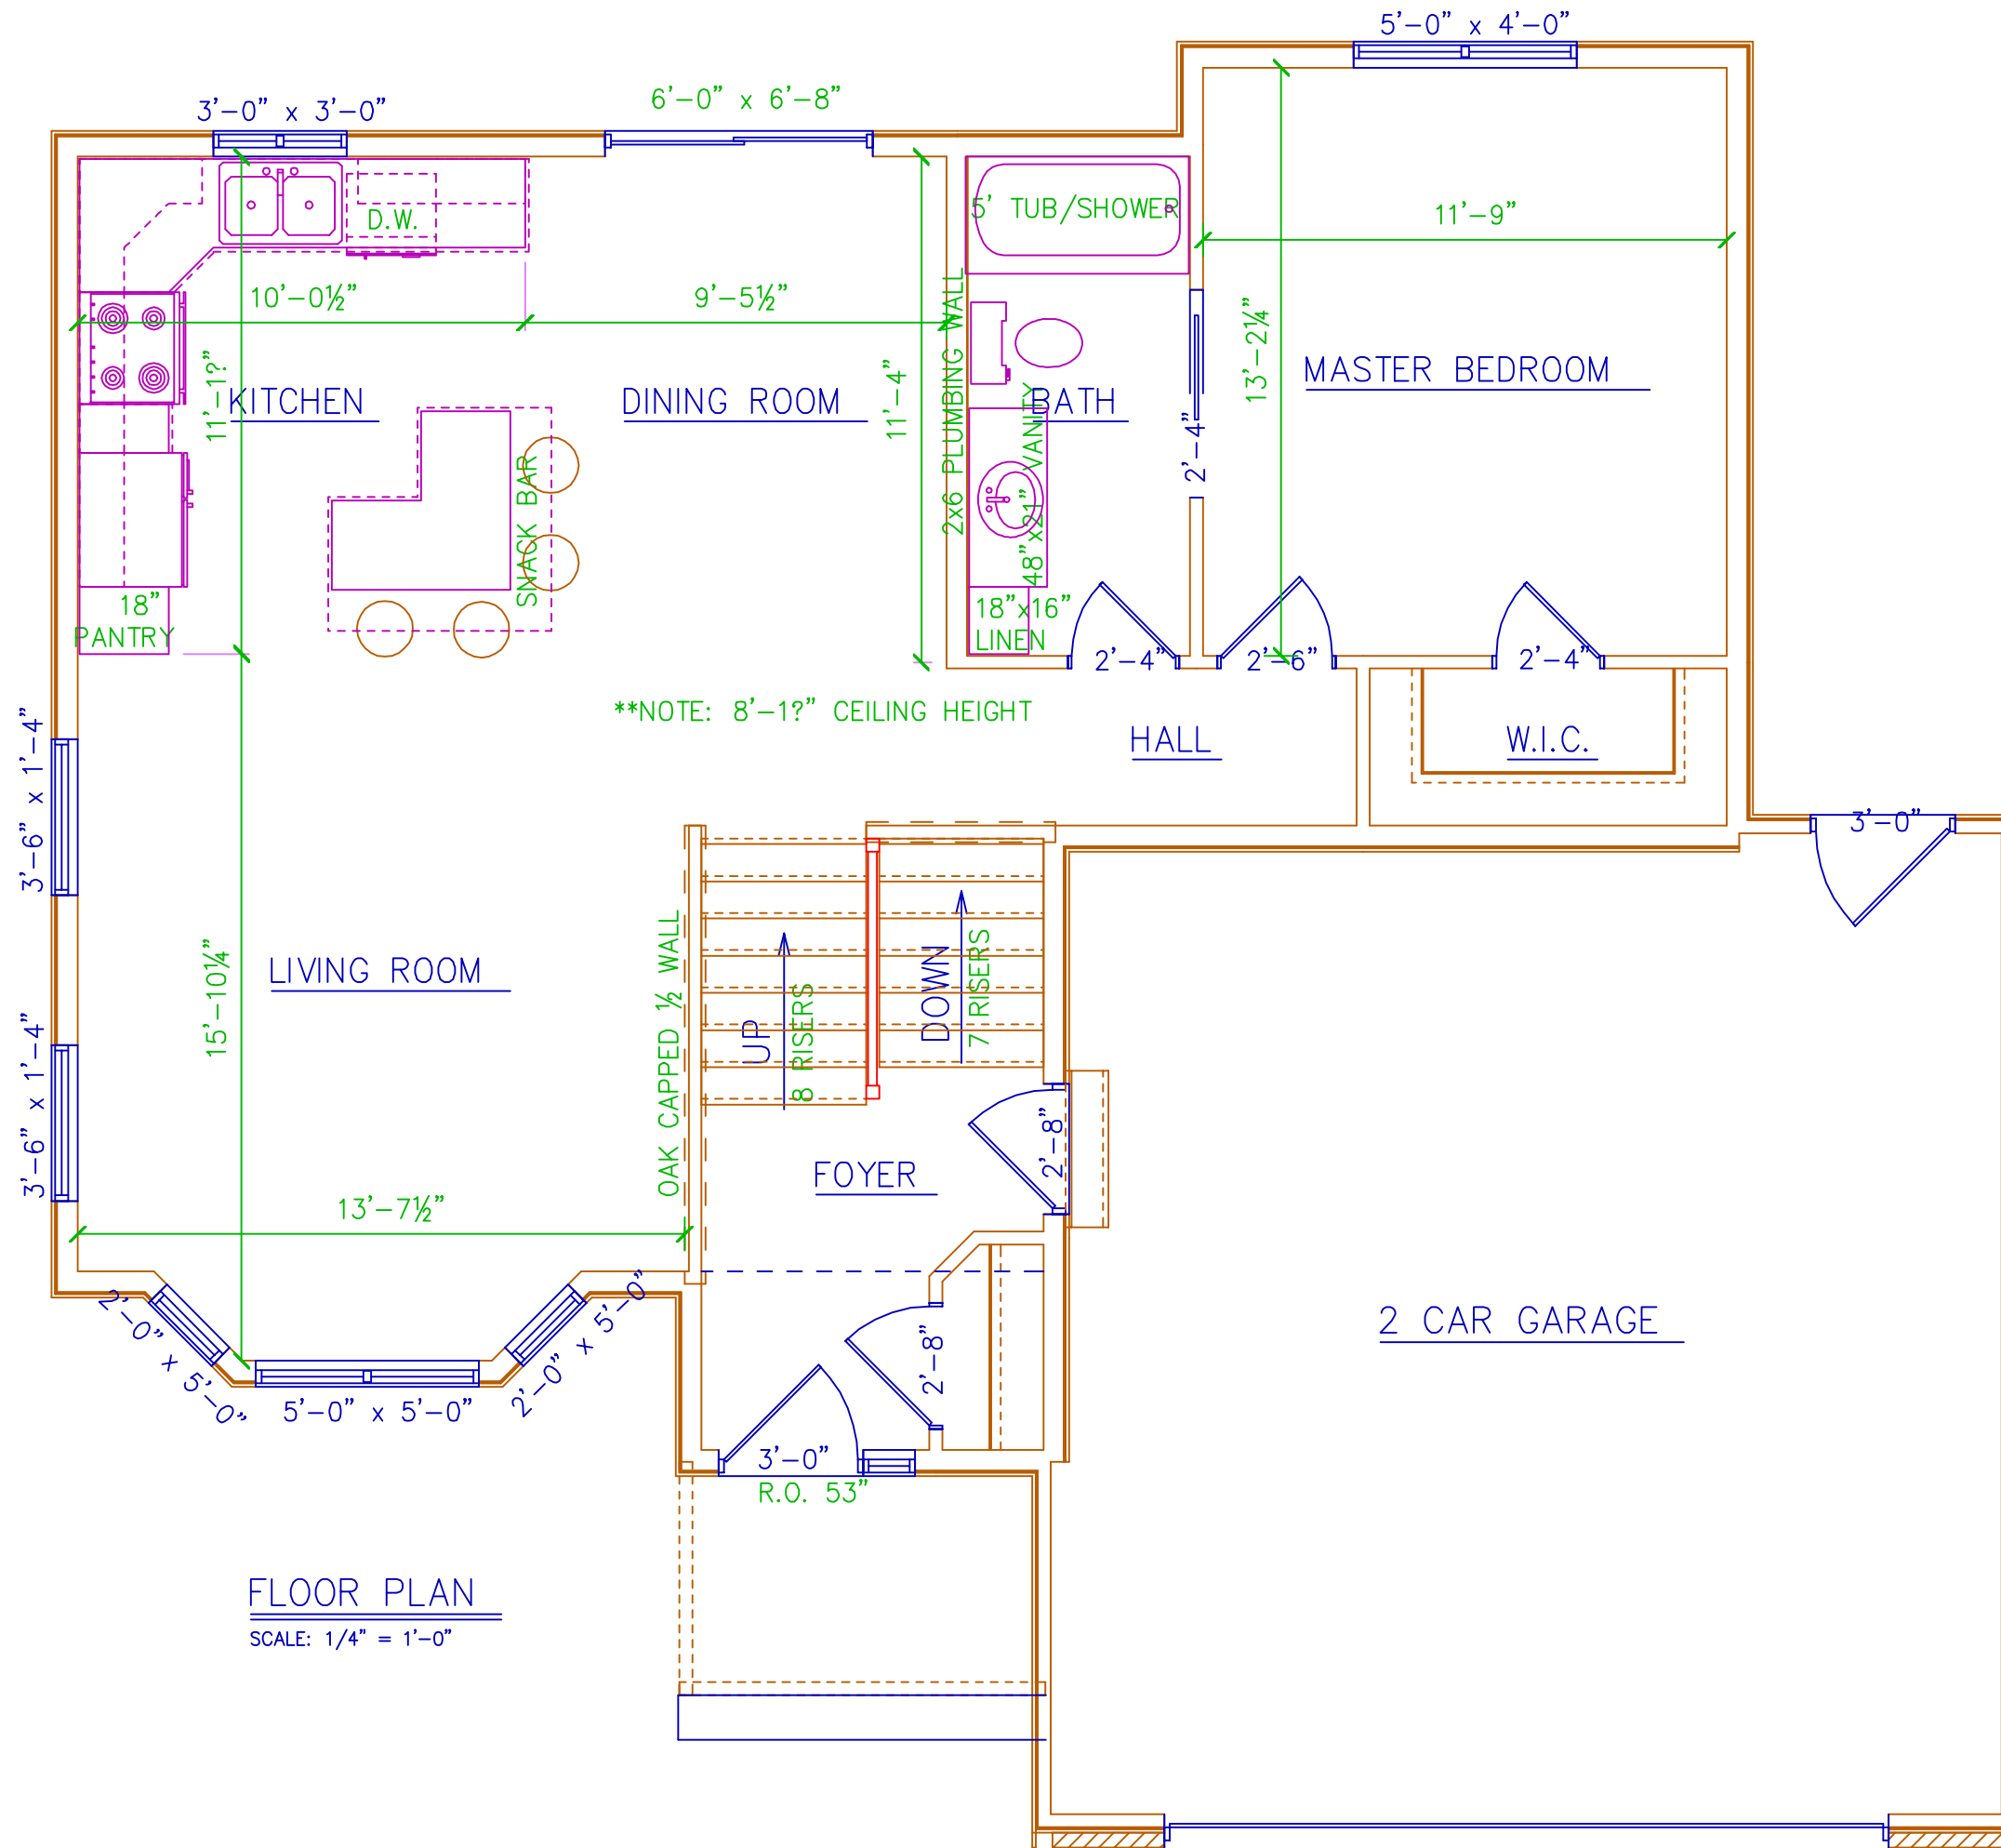 5'-0" x 4'-0"
3'-0" x 3'-0"
6'-0" x 6'-8"
D.W.
5' TUB/SHOWER
11'-9"
10'-0½"
9'-5½"
11'-1?"
KITCHEN
DINING ROOM
11'-4"
2x6 PLUMBING WALL
BATH
48"x21" VANITY
2'-4"
13'-2¼"
MASTER BEDROOM
SNACK BAR
18"
PANTRY
18"x16"
LINEN
2'-4"
2'-6"
2'-4"
**NOTE: 8'-1?" CEILING HEIGHT
HALL
W.I.C.
3'-6" x 1'-4"
3'-0"
LIVING ROOM
15'-10¼"
OAK CAPPED ½ WALL
UP
8 RISERS
DOWN
7 RISERS
3'-6" x 1'-4"
2'-8"
FOYER
13'-7½"
2'-0" x 5'-0"
5'-0" x 5'-0"
2'-0" x 5'-0"
2'-8"
2 CAR GARAGE
3'-0"
R.O. 53"
FLOOR PLAN
SCALE: 1/4" = 1'-0"